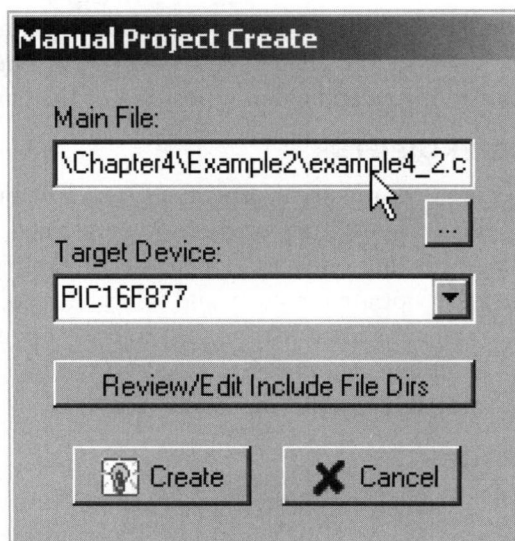 Manual Project Create
Main File:
\Chapter4\Example2\example4_2.c
...
Target Device:
PIC16F877
Review/Edit Include File Dirs
Create
Cancel